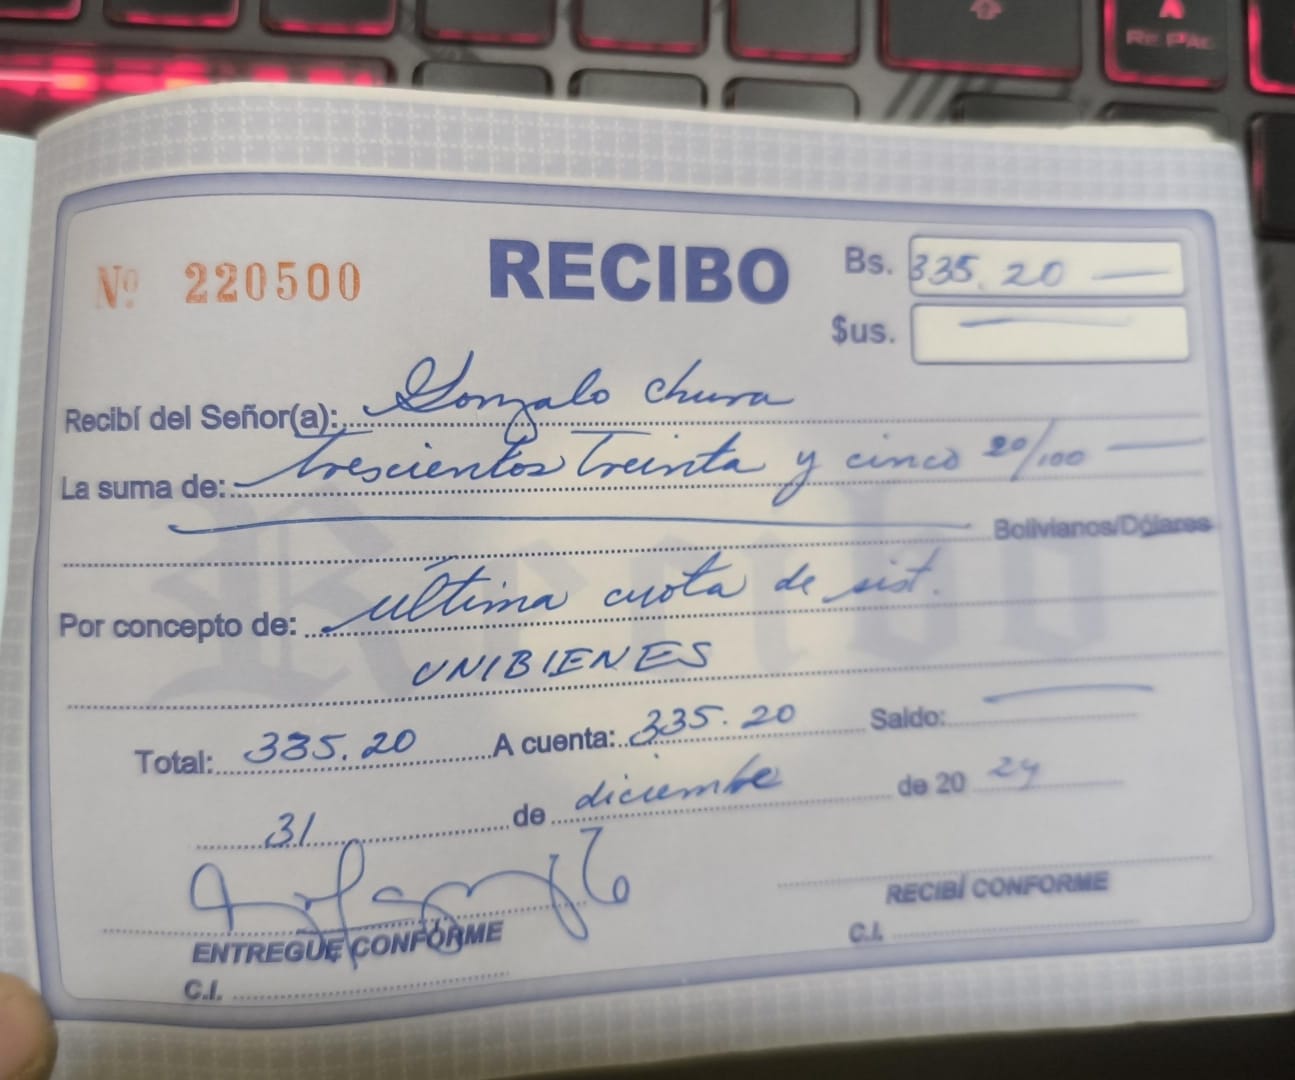 Nº 220500
RECIBO
Bs. 335.20
$us.
Recibí del Señor(a): Gonzalo Chura
La suma de: Trescientos Treinta y cinco 20/100
Bolivianos/Dólares
Por concepto de: última cuota de sist.
UNIBIENES
Total: 335.20 A cuenta: 335.20 Saldo:
31 de diciembre de 2024
ENTREGUE CONFORME
RECIBÍ CONFORME
C.I.
C.I.
Recibo
RE PÁG